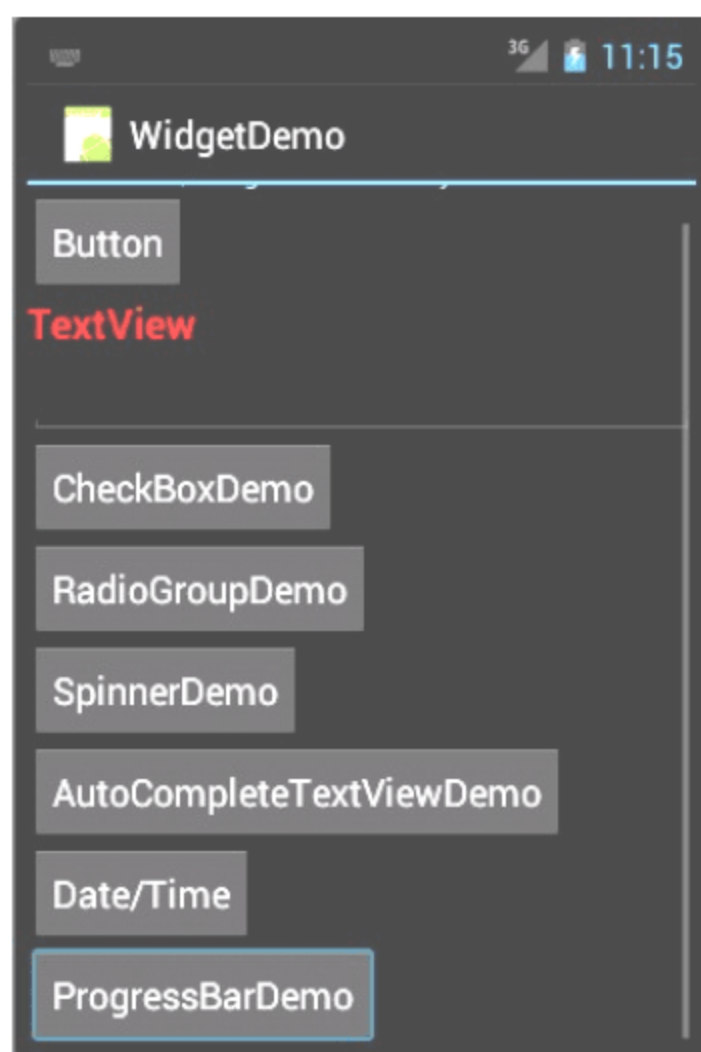 3G 11:15
WidgetDemo
Button
TextView
CheckBoxDemo
RadioGroupDemo
SpinnerDemo
AutoCompleteTextViewDemo
Date/Time
ProgressBarDemo